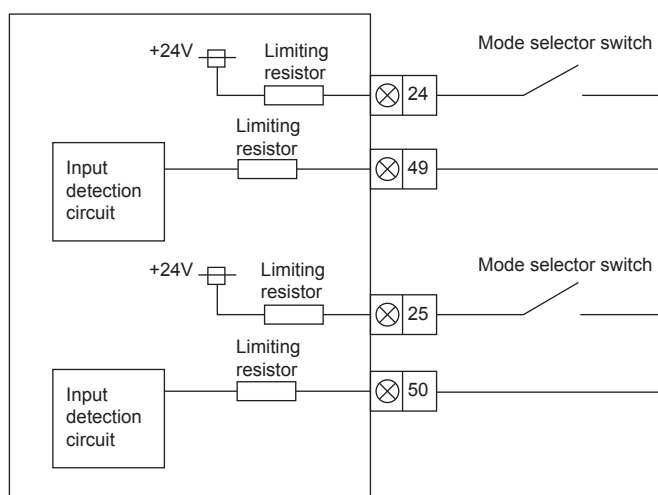 +24V
Limiting
resistor
24
Mode selector switch
Limiting
resistor
49
Input
detection
circuit
+24V
Limiting
resistor
25
Mode selector switch
Limiting
resistor
50
Input
detection
circuit